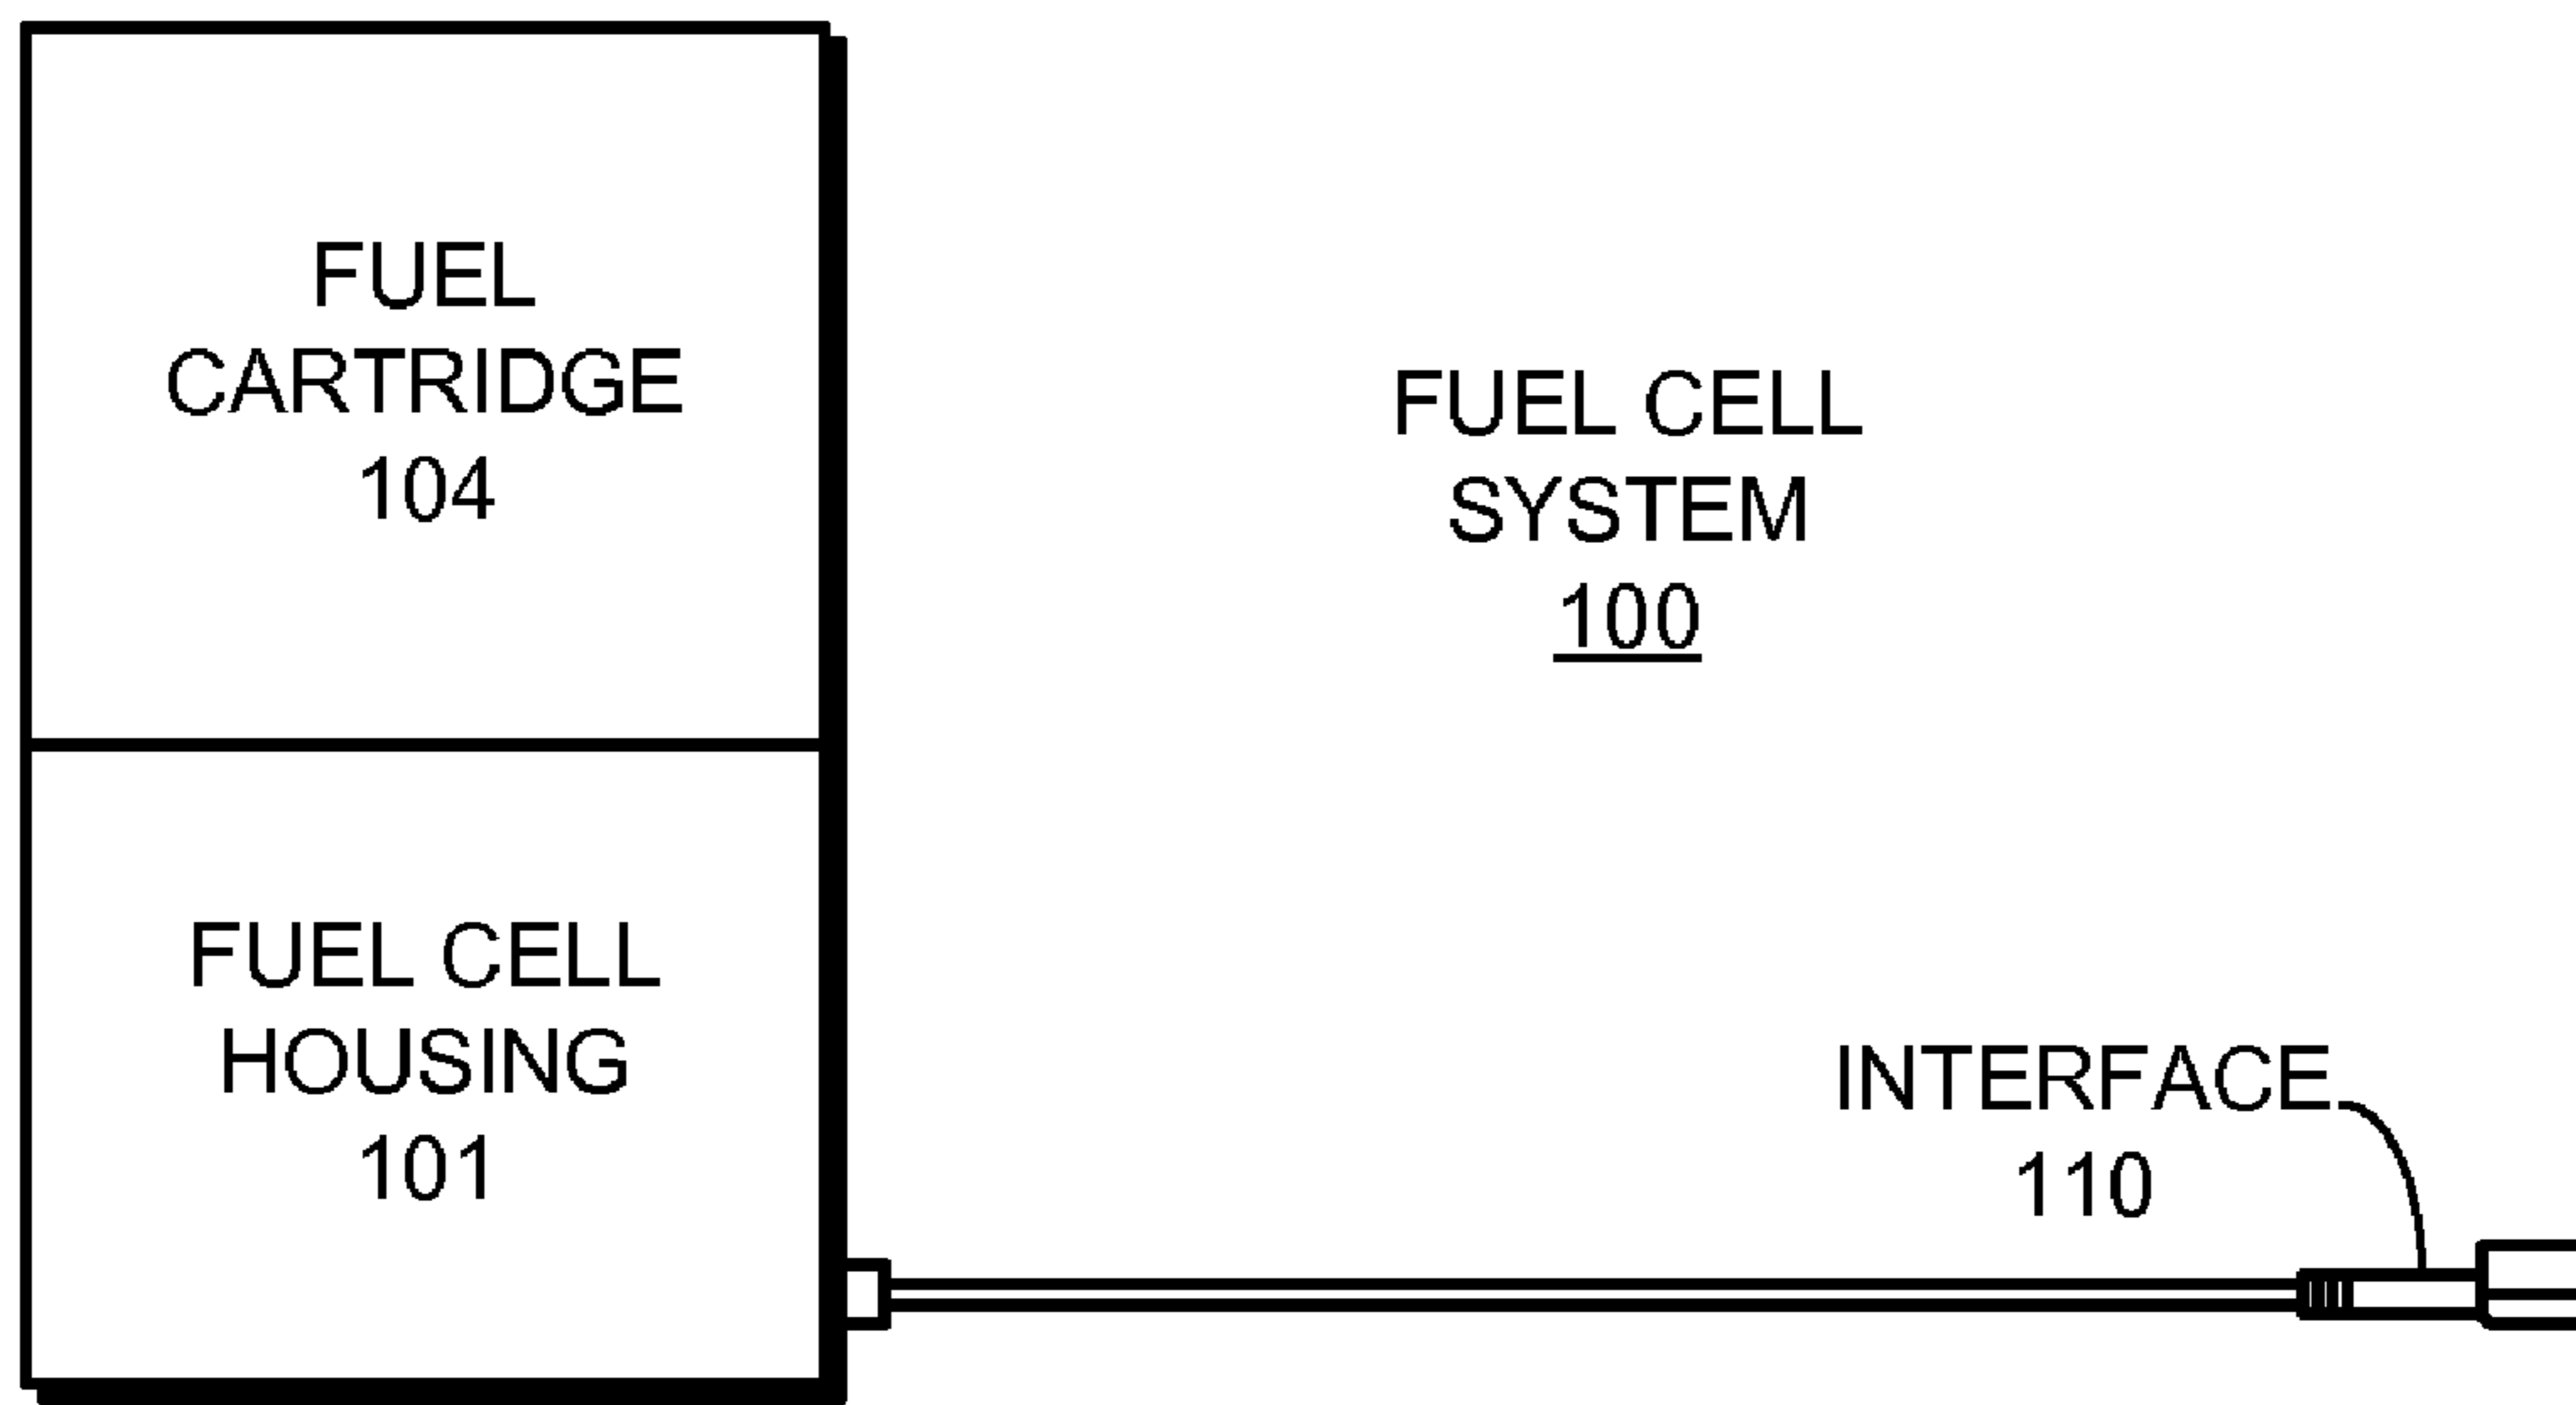 FUEL
CARTRIDGE
104
FUEL CELL
SYSTEM
100
FUEL CELL
HOUSING
101
INTERFACE
110